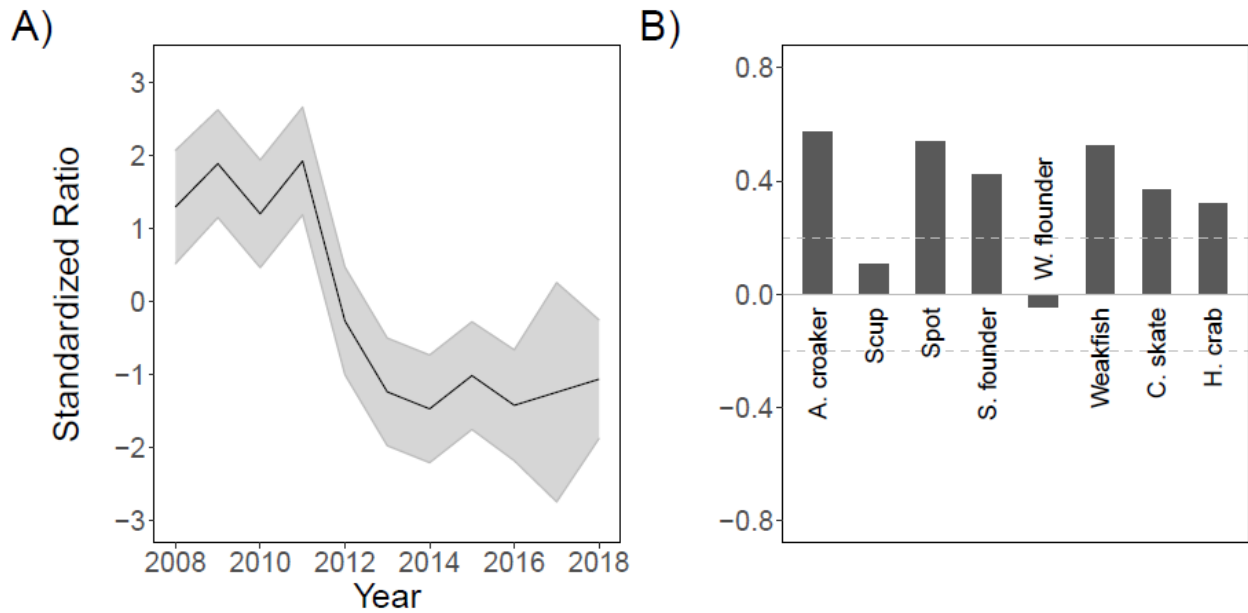 A)
Standardized Ratio
3
2
1
0
−1
−2
−3
2008 2010 2012 2014 2016 2018
Year
B)
0.8
0.4
0.0
−0.4
−0.8
A. croaker
Scup
Spot
S. founder
W. flounder
Weakfish
C. skate
H. crab